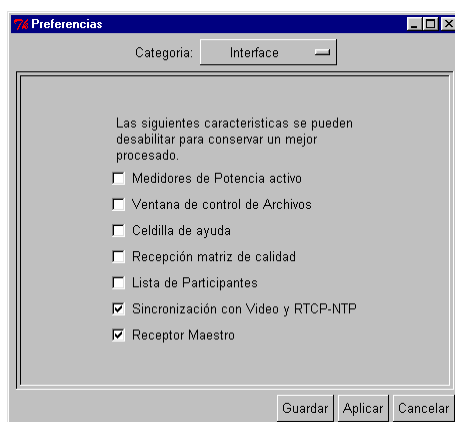 Preferencias
Categoria: Interface
Las siguientes caracteristicas se pueden
desabilitar para conservar un mejor
procesado.
Medidores de Potencia activo
Ventana de control de Archivos
Celdilla de ayuda
Recepción matriz de calidad
Lista de Participantes
Sincronización con Video y RTCP-NTP
Receptor Maestro
Guardar Aplicar Cancelar